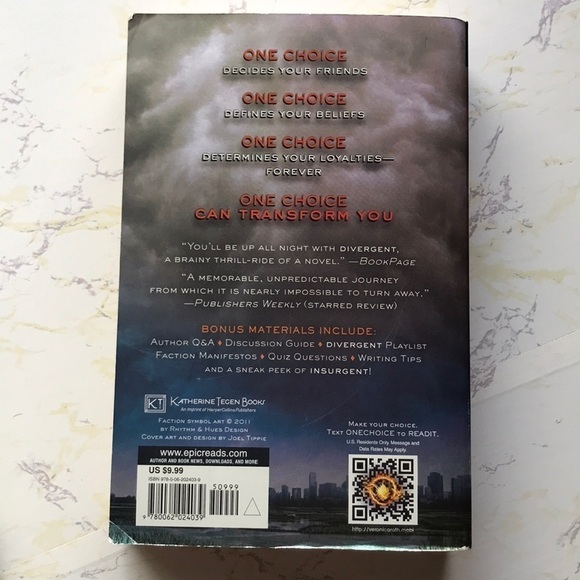 ONE CHOICE
DECIDES YOUR FRIENDS
ONE CHOICE
DEFINES YOUR BELIEFS
ONE CHOICE
DETERMINES YOUR LOYALTIES—
FOREVER
ONE CHOICE
CAN TRANSFORM YOU
"YOU'LL BE UP ALL NIGHT WITH DIVERGENT,
A BRAINY THRILL-RIDE OF A NOVEL." —BOOKPAGE
"A MEMORABLE, UNPREDICTABLE JOURNEY
FROM WHICH IT IS NEARLY IMPOSSIBLE TO TURN AWAY."
—PUBLISHERS WEEKLY (STARRED REVIEW)
BONUS MATERIALS INCLUDE:
AUTHOR Q&A ♦ DISCUSSION GUIDE ♦ DIVERGENT PLAYLIST
FACTION MANIFESTOS ♦ QUIZ QUESTIONS ♦ WRITING TIPS
AND A SNEAK PEEK OF INSURGENT!
KT KATHERINE TEGEN BOOKS
An Imprint of HarperCollinsPublishers
FACTION SYMBOL ART © 2011
BY RHYTHM & HUES DESIGN
COVER ART AND DESIGN BY JOEL TIPPIE
MAKE YOUR CHOICE.
TEXT ONECHOICE TO READIT.
U.S. Residents Only. Message and
Data Rates May Apply.
www.epicreads.com
AUTHOR AND BOOK NEWS, DOWNLOADS, AND MORE!
US $9.99
ISBN 978-0-06-202403-9
50999
9 780062 024039
http://veronicaroth.mobi